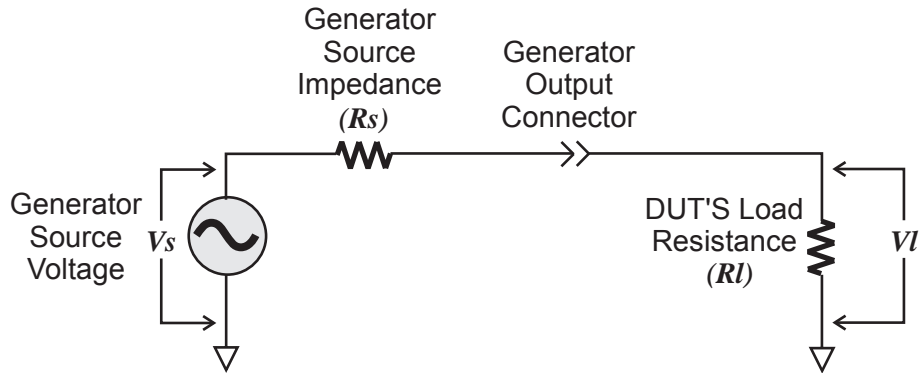 Generator
Source
Impedance
(Rs)
Generator
Output
Connector
Generator
Source
Voltage
Vs
DUT'S Load
Resistance
(Rl)
Vl